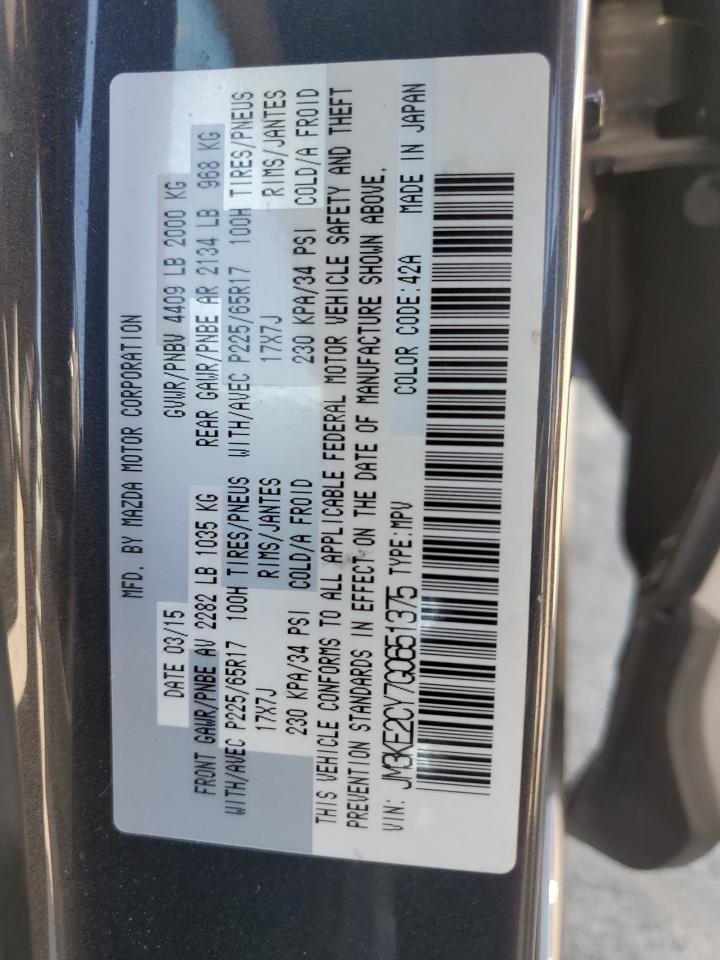 MFD. BY MAZDA MOTOR CORPORATION
DATE 03/15 GVWR/PNBV 4409 LB 2000 KG
FRONT GAWR/PNBE AV 2282 LB 1035 KG REAR GAWR/PNBE AR 2134 LB 968 KG
WITH/AVEC P225/65R17 100H TIRES/PNEUS WITH/AVEC P225/65R17 100H TIRES/PNEUS
17X7J RIMS/JANTES 17X7J RIMS/JANTES
230 KPA/34 PSI COLD/A FROID 230 KPA/34 PSI COLD/A FROID
THIS VEHICLE CONFORMS TO ALL APPLICABLE FEDERAL MOTOR VEHICLE SAFETY AND THEFT
PREVENTION STANDARDS IN EFFECT ON THE DATE OF MANUFACTURE SHOWN ABOVE.
VIN: JM3KE2CY7G0651375 TYPE:MPV COLOR CODE:42A MADE IN JAPAN